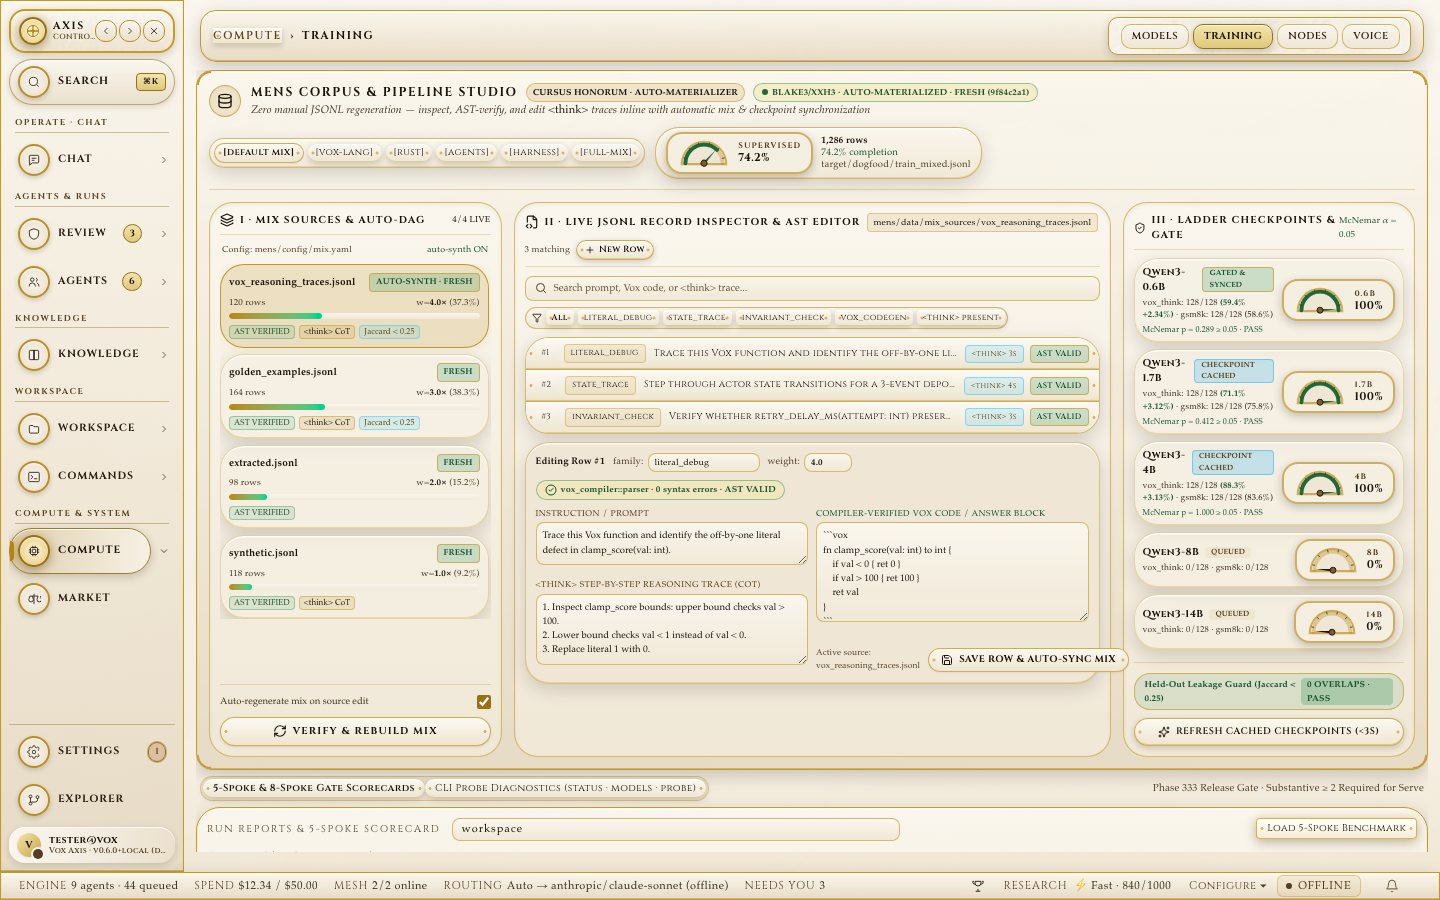 AXIS
CONTRO...
SEARCH
⌘K
OPERATE · CHAT
CHAT
AGENTS & RUNS
REVIEW 3
AGENTS 6
KNOWLEDGE
KNOWLEDGE
WORKSPACE
WORKSPACE
COMMANDS
COMPUTE & SYSTEM
COMPUTE
MARKET
SETTINGS 1
EXPLORER
V
TESTER@VOX
VOX AXIS · V0.6.0+LOCAL (D...
COMPUTE › TRAINING
MODELS TRAINING NODES VOICE
MENS CORPUS & PIPELINE STUDIO CURSUS HONORUM · AUTO-MATERIALIZER BLAKE3/XXH3 · AUTO-MATERIALIZED · FRESH (9f84c2a1)
Zero manual JSONL regeneration — inspect, AST-verify, and edit <think> traces inline with automatic mix & checkpoint synchronization
[DEFAULT MIX] [VOX-LANG] [RUST] [AGENTS] [HARNESS] [FULL-MIX]
SUPERVISED
74.2%
1,286 rows
74.2% completion
target/dogfood/train_mixed.jsonl
I · MIX SOURCES & AUTO-DAG 4/4 LIVE
Config: mens/config/mix.yaml auto-synth ON
vox_reasoning_traces.jsonl AUTO-SYNTH · FRESH
120 rows w=4.0× (37.3%)
AST VERIFIED <think> CoT Jaccard < 0.25
golden_examples.jsonl FRESH
164 rows w=3.0× (38.3%)
AST VERIFIED <think> CoT Jaccard < 0.25
extracted.jsonl FRESH
98 rows w=2.0× (15.2%)
AST VERIFIED
synthetic.jsonl FRESH
118 rows w=1.0× (9.2%)
AST VERIFIED <think> CoT
Auto-regenerate mix on source edit
VERIFY & REBUILD MIX
II · LIVE JSONL RECORD INSPECTOR & AST EDITOR mens/data/mix_sources/vox_reasoning_traces.jsonl
3 matching + NEW ROW
Search prompt, Vox code, or <think> trace...
ALL LITERAL_DEBUG STATE_TRACE INVARIANT_CHECK VOX_CODEGEN <THINK> PRESENT
#1 LITERAL_DEBUG TRACE THIS VOX FUNCTION AND IDENTIFY THE OFF-BY-ONE LI... <THINK> 3S AST VALID
#2 STATE_TRACE STEP THROUGH ACTOR STATE TRANSITIONS FOR A 3-EVENT DEPO... <THINK> 4S AST VALID
#3 INVARIANT_CHECK VERIFY WHETHER RETRY_DELAY_MS(ATTEMPT: INT) PRESER... <THINK> 3S AST VALID
Editing Row #1 family: literal_debug weight: 4.0
vox_compiler::parser · 0 syntax errors · AST VALID
INSTRUCTION / PROMPT
Trace this Vox function and identify the off-by-one literal
defect in clamp_score(val: int).
<THINK> STEP-BY-STEP REASONING TRACE (COT)
1. Inspect clamp_score bounds: upper bound checks val >
100.
2. Lower bound checks val < 1 instead of val < 0.
3. Replace literal 1 with 0.
COMPILER-VERIFIED VOX CODE / ANSWER BLOCK
```vox
fn clamp_score(val: int) to int {
if val < 0 { ret 0 }
if val > 100 { ret 100 }
ret val
}
```
Active source:
vox_reasoning_traces.jsonl
SAVE ROW & AUTO-SYNC MIX
III · LADDER CHECKPOINTS &
GATE
McNemar α =
0.05
QWEN3-
0.6B
GATED &
SYNCED
vox_think: 128/128 (59.4%
+2.34%) · gsm8k: 128/128 (58.6%)
McNemar p = 0.289 ≥ 0.05 · PASS
0.6B
100%
QWEN3-
1.7B
CHECKPOINT
CACHED
vox_think: 128/128 (71.1%
+3.12%) · gsm8k: 128/128 (75.8%)
McNemar p = 0.412 ≥ 0.05 · PASS
1.7B
100%
QWEN3-
4B
CHECKPOINT
CACHED
vox_think: 128/128 (88.3%
+3.13%) · gsm8k: 128/128 (83.6%)
McNemar p = 1.000 ≥ 0.05 · PASS
4B
100%
QWEN3-8B QUEUED
vox_think: 0/128 · gsm8k: 0/128
8B
0%
QWEN3-14B QUEUED
vox_think: 0/128 · gsm8k: 0/128
14B
0%
Held-Out Leakage Guard (Jaccard <
0.25)
0 OVERLAPS ·
PASS
REFRESH CACHED CHECKPOINTS (<3S)
5-SPOKE & 8-SPOKE GATE SCORECARDS CLI PROBE DIAGNOSTICS (STATUS · MODELS · PROBE) Phase 333 Release Gate · Substantive ≥ 2 Required for Serve
RUN REPORTS & 5-SPOKE SCORECARD workspace LOAD 5-SPOKE BENCHMARK
ENGINE 9 agents · 44 queued SPEND $12.34 / $50.00 MESH 2/2 online ROUTING Auto → anthropic/claude-sonnet (offline) NEEDS YOU 3 RESEARCH ⚡ Fast · 840/1000 CONFIGURE OFFLINE